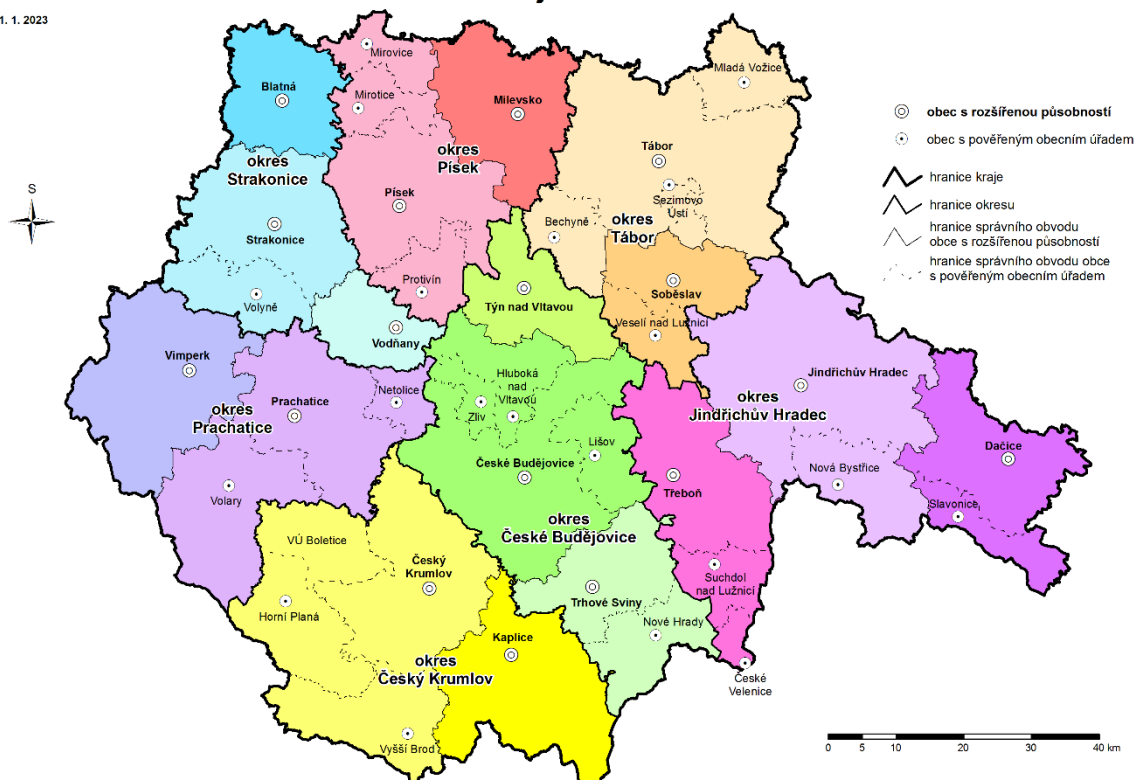 1. 1. 2023
Mirovice
Mladá Vožice
Blatná
Mirotice
Milevsko
obec s rozšířenou působností
obec s pověřeným obecním úřadem
okres
Strakonice
okres
Písek
Tábor
hranice kraje
S
Písek
Sezimovo
Ústí
hranice okresu
Strakonice
Bechyně
okres
Tábor
hranice správního obvodu
obce s rozšířenou působností
hranice správního obvodu obce
s pověřeným obecním úřadem
Volyně
Protivín
Týn nad Vltavou
Soběslav
Vodňany
Veselí nad Lužnicí
Vimperk
Hluboká
nad
Vltavou
Jindřichův Hradec
Netolice
Zliv
okres
Jindřichův Hradec
okres
Prachatice
Prachatice
Lišov
České Budějovice
Třeboň
Nová Bystřice
Dačice
Volary
Slavonice
okres
České Budějovice
VÚ Boletice
Český
Krumlov
Suchdol
nad Lužnicí
Horní Planá
Trhové Sviny
Nové Hrady
Kaplice
okres
Český Krumlov
České
Velenice
Vyšší Brod
0 5 10 20 30 40 km